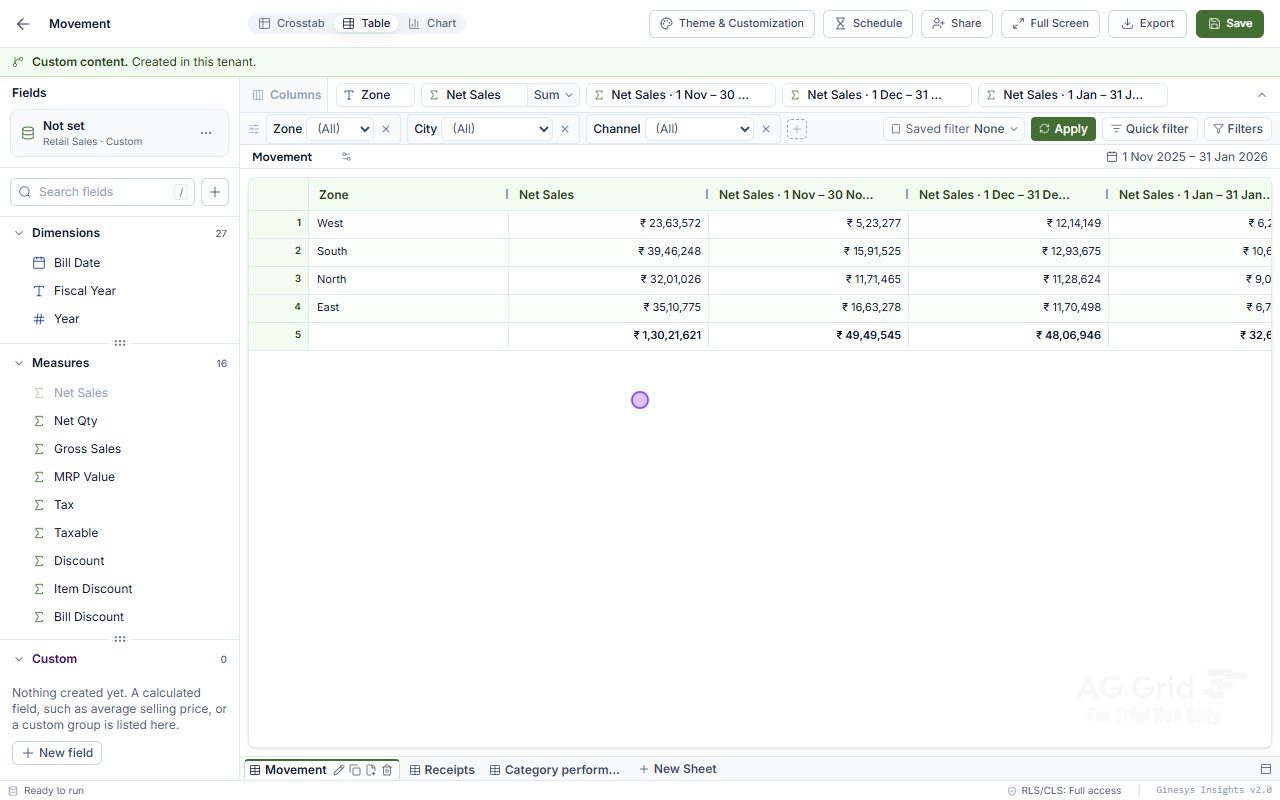 Movement
Crosstab
Table
Chart
Theme & Customization
Schedule
Share
Full Screen
Export
Save
Custom content. Created in this tenant.
Fields
Not set
Retail Sales · Custom
Search fields
/
Dimensions 27
Bill Date
Fiscal Year
Year
Measures 16
Net Sales
Net Qty
Gross Sales
MRP Value
Tax
Taxable
Discount
Item Discount
Bill Discount
Custom 0
Nothing created yet. A calculated
field, such as average selling price, or
a custom group is listed here.
New field
Columns
Zone
Net Sales Sum
Net Sales · 1 Nov – 30 ...
Net Sales · 1 Dec – 31 ...
Net Sales · 1 Jan – 31 J...
Zone (All)
City (All)
Channel (All)
Saved filter None
Apply
Quick filter
Filters
Movement
1 Nov 2025 – 31 Jan 2026
Zone Net Sales Net Sales · 1 Nov – 30 No... Net Sales · 1 Dec – 31 De... Net Sales · 1 Jan – 31 Jan...
1 West ₹ 23,63,572 ₹ 5,23,277 ₹ 12,14,149 ₹ 6,2
2 South ₹ 39,46,248 ₹ 15,91,525 ₹ 12,93,675 ₹ 10,6
3 North ₹ 32,01,026 ₹ 11,71,465 ₹ 11,28,624 ₹ 9,0
4 East ₹ 35,10,775 ₹ 16,63,278 ₹ 11,70,498 ₹ 6,7
5 ₹ 1,30,21,621 ₹ 49,49,545 ₹ 48,06,946 ₹ 32,6
AG Grid
For Trial Use Only
Movement
Receipts
Category perform...
New Sheet
Ready to run
RLS/CLS: Full access
Ginesys Insights v2.0